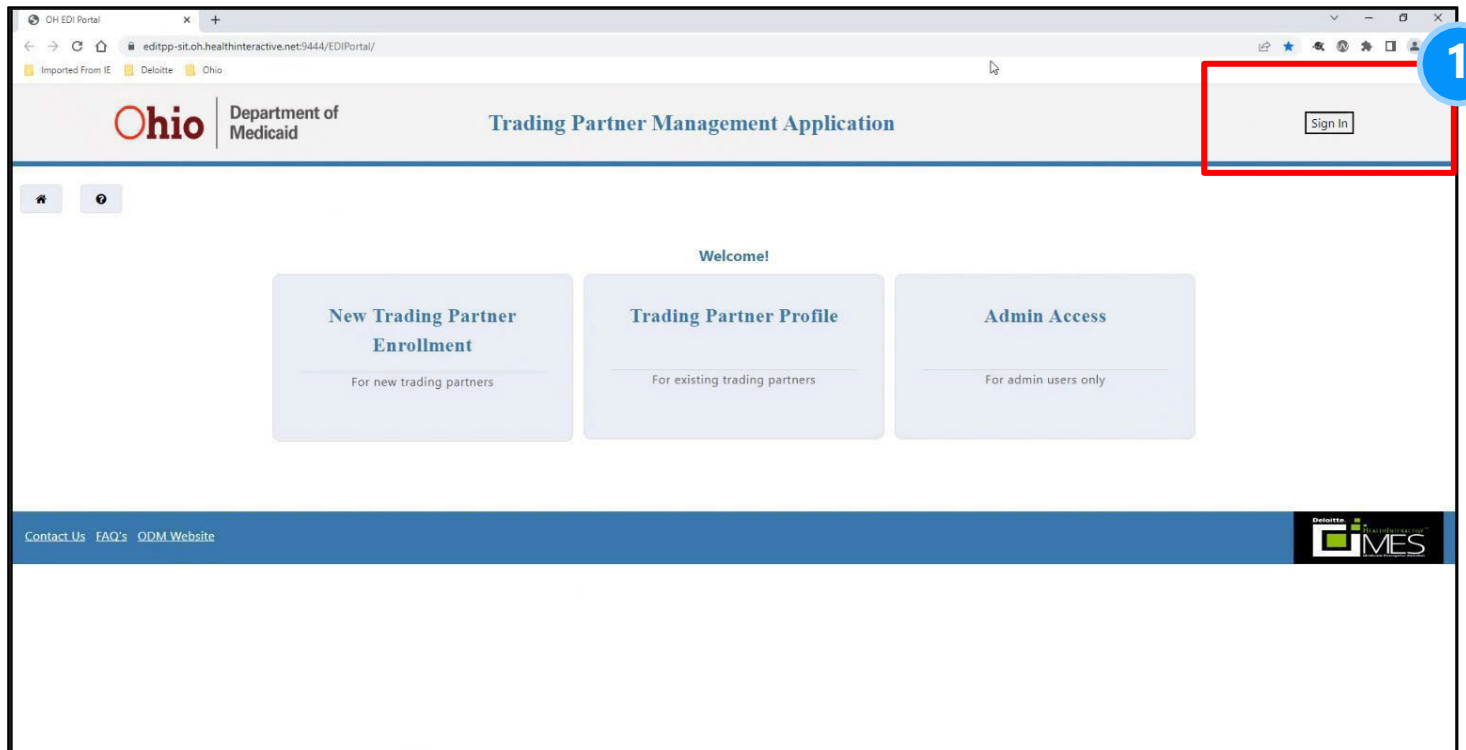 OH EDI Portal
editpp-sit.oh.healthinteractive.net:9444/EDIPortal/
Imported From IE Deloitte Ohio
1
Ohio Department of
Medicaid
Trading Partner Management Application
Sign In
Welcome!
New Trading Partner
Enrollment
For new trading partners
Trading Partner Profile
For existing trading partners
Admin Access
For admin users only
Contact Us FAQ's ODM Website
Deloitte.
HealthInteractive
MES